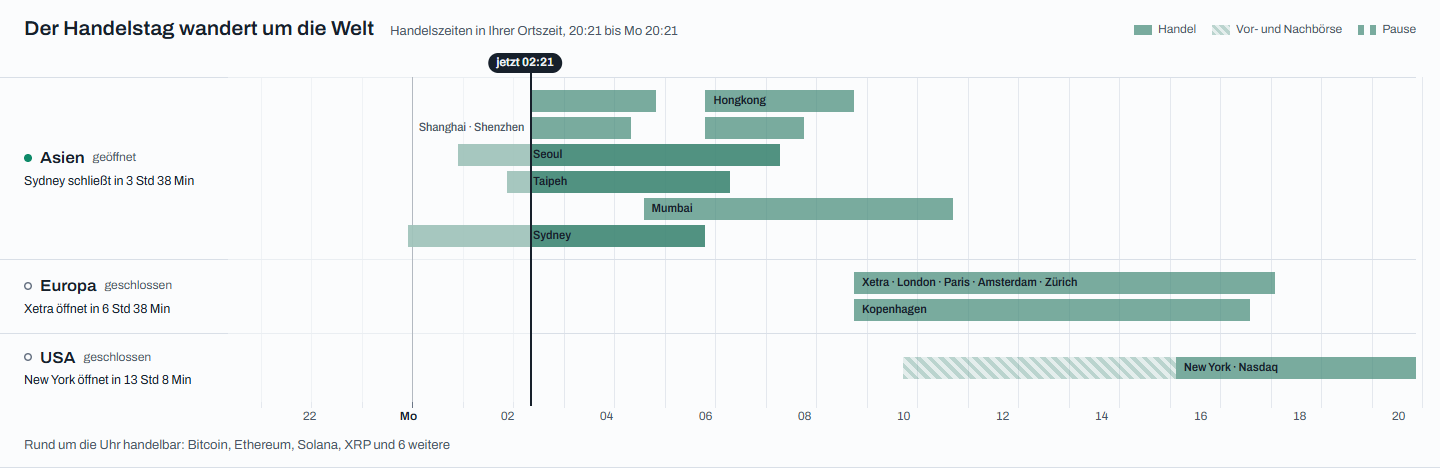 Der Handelstag wandert um die Welt Handelszeiten in Ihrer Ortszeit, 20:21 bis Mo 20:21
Handel Vor- und Nachbörse Pause
jetzt 02:21
Hongkong
Shanghai · Shenzhen
Asien geöffnet
Sydney schließt in 3 Std 38 Min
Seoul
Taipeh
Mumbai
Sydney
Europa geschlossen
Xetra öffnet in 6 Std 38 Min
Xetra · London · Paris · Amsterdam · Zürich
Kopenhagen
USA geschlossen
New York öffnet in 13 Std 8 Min
New York · Nasdaq
22 Mo 02 04 06 08 10 12 14 16 18 20
Rund um die Uhr handelbar: Bitcoin, Ethereum, Solana, XRP und 6 weitere